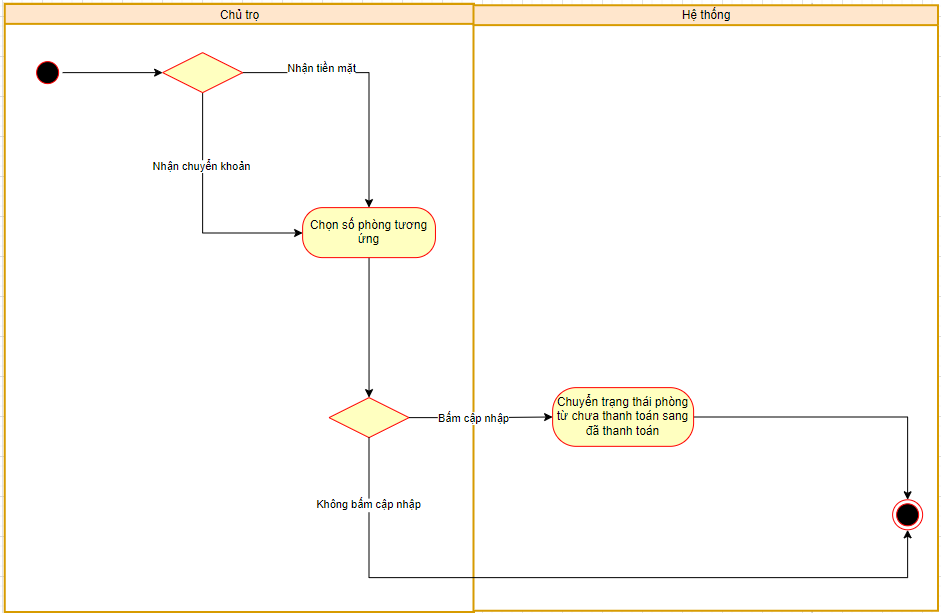 Chủ trọ
Hệ thống
Nhận tiền mặt
Nhận chuyển khoản
Chọn số phòng tương
ứng
Bấm cập nhập
Chuyển trạng thái phòng
từ chưa thanh toán sang
đã thanh toán
Không bấm cập nhập